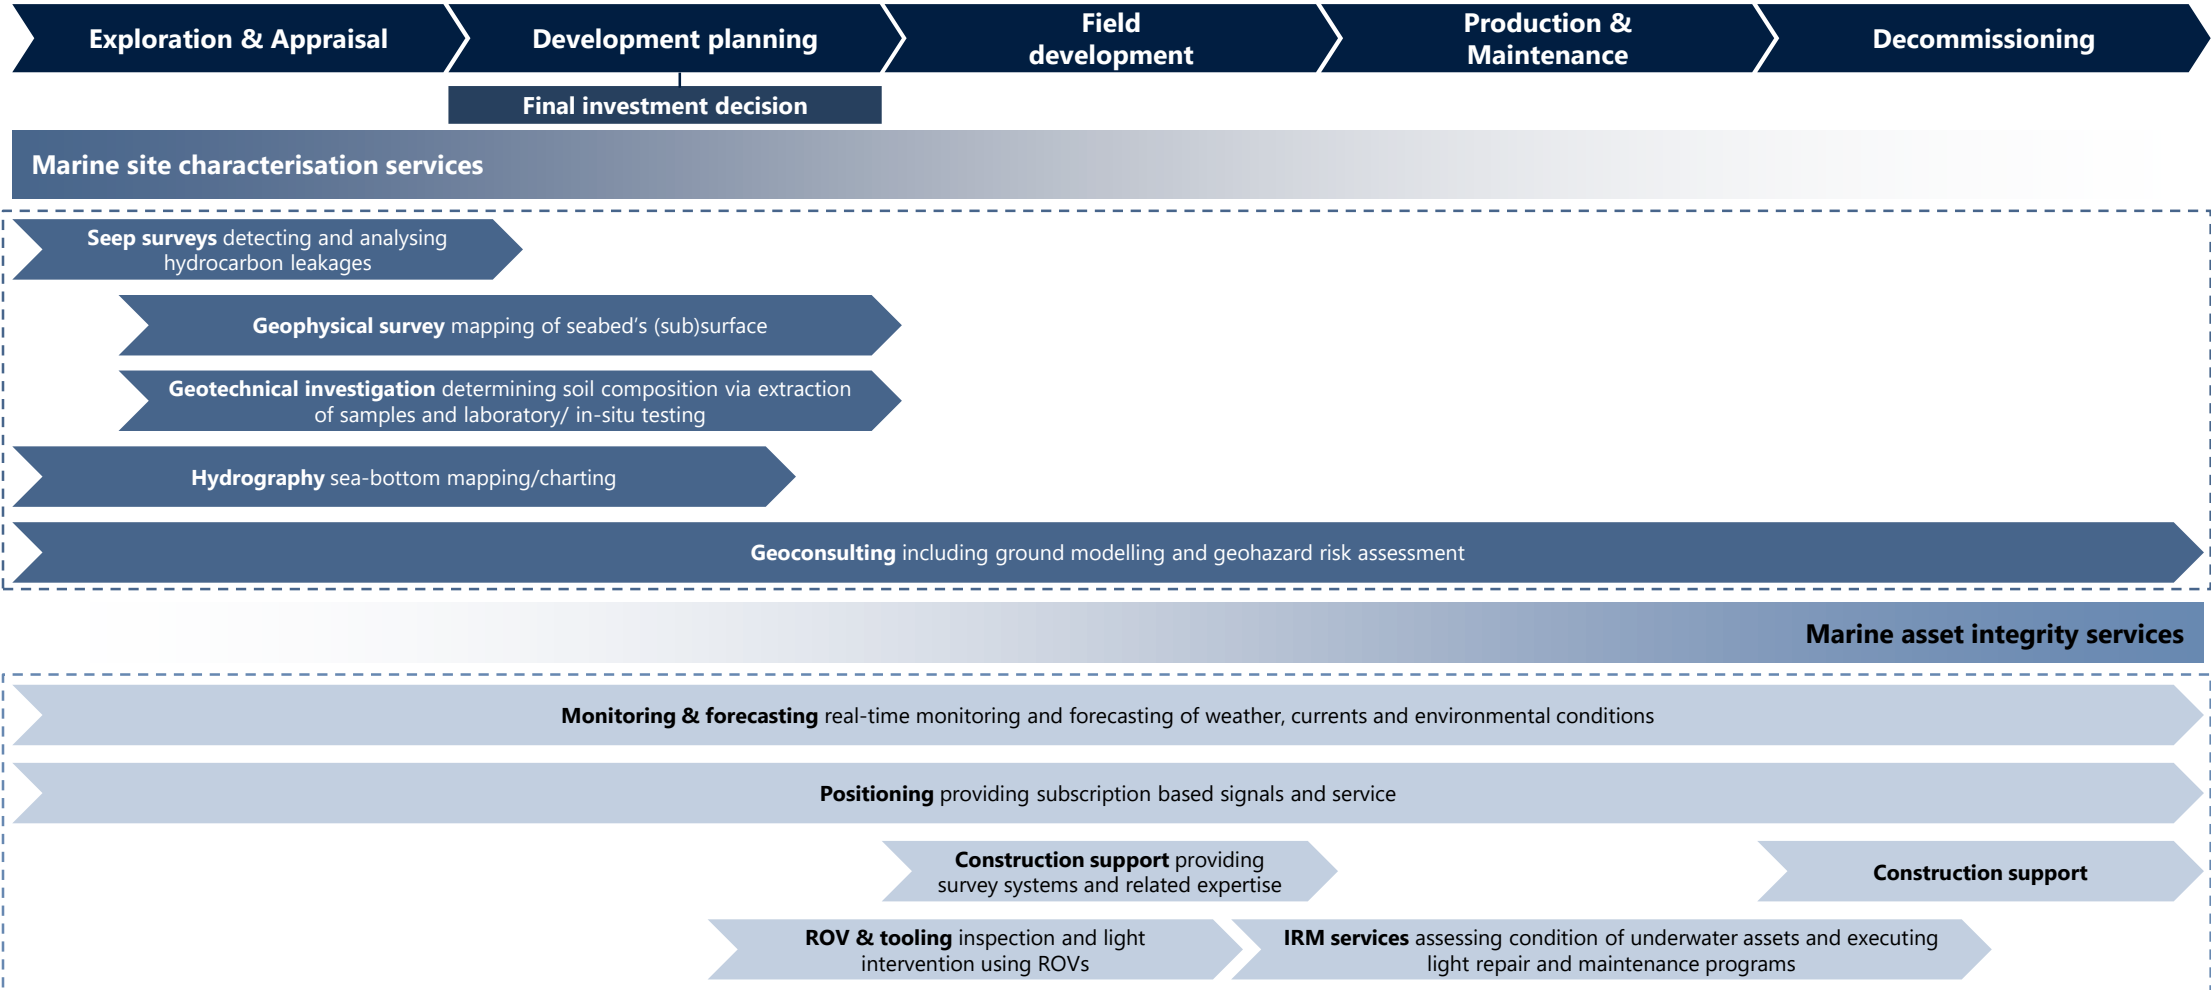 Exploration & Appraisal
Development planning
Field
development
Production &
Maintenance
Decommissioning
Final investment decision
Marine site characterisation services
Seep surveys detecting and analysing
hydrocarbon leakages
Geophysical survey mapping of seabed’s (sub)surface
Geotechnical investigation determining soil composition via extraction
of samples and laboratory/ in-situ testing
Hydrography sea-bottom mapping/charting
Geoconsulting including ground modelling and geohazard risk assessment
Marine asset integrity services
Monitoring & forecasting real-time monitoring and forecasting of weather, currents and environmental conditions
Positioning providing subscription based signals and service
Construction support providing
survey systems and related expertise
Construction support
ROV & tooling inspection and light
intervention using ROVs
IRM services assessing condition of underwater assets and executing
light repair and maintenance programs